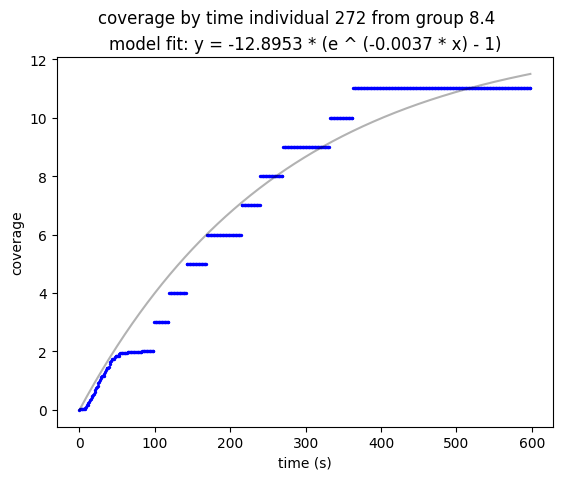 coverage by time individual 272 from group 8.4
model fit: y = -12.8953 * (e ^ (-0.0037 * x) - 1)
12
10
8
6
4
2
0
coverage
0 100 200 300 400 500 600
time (s)